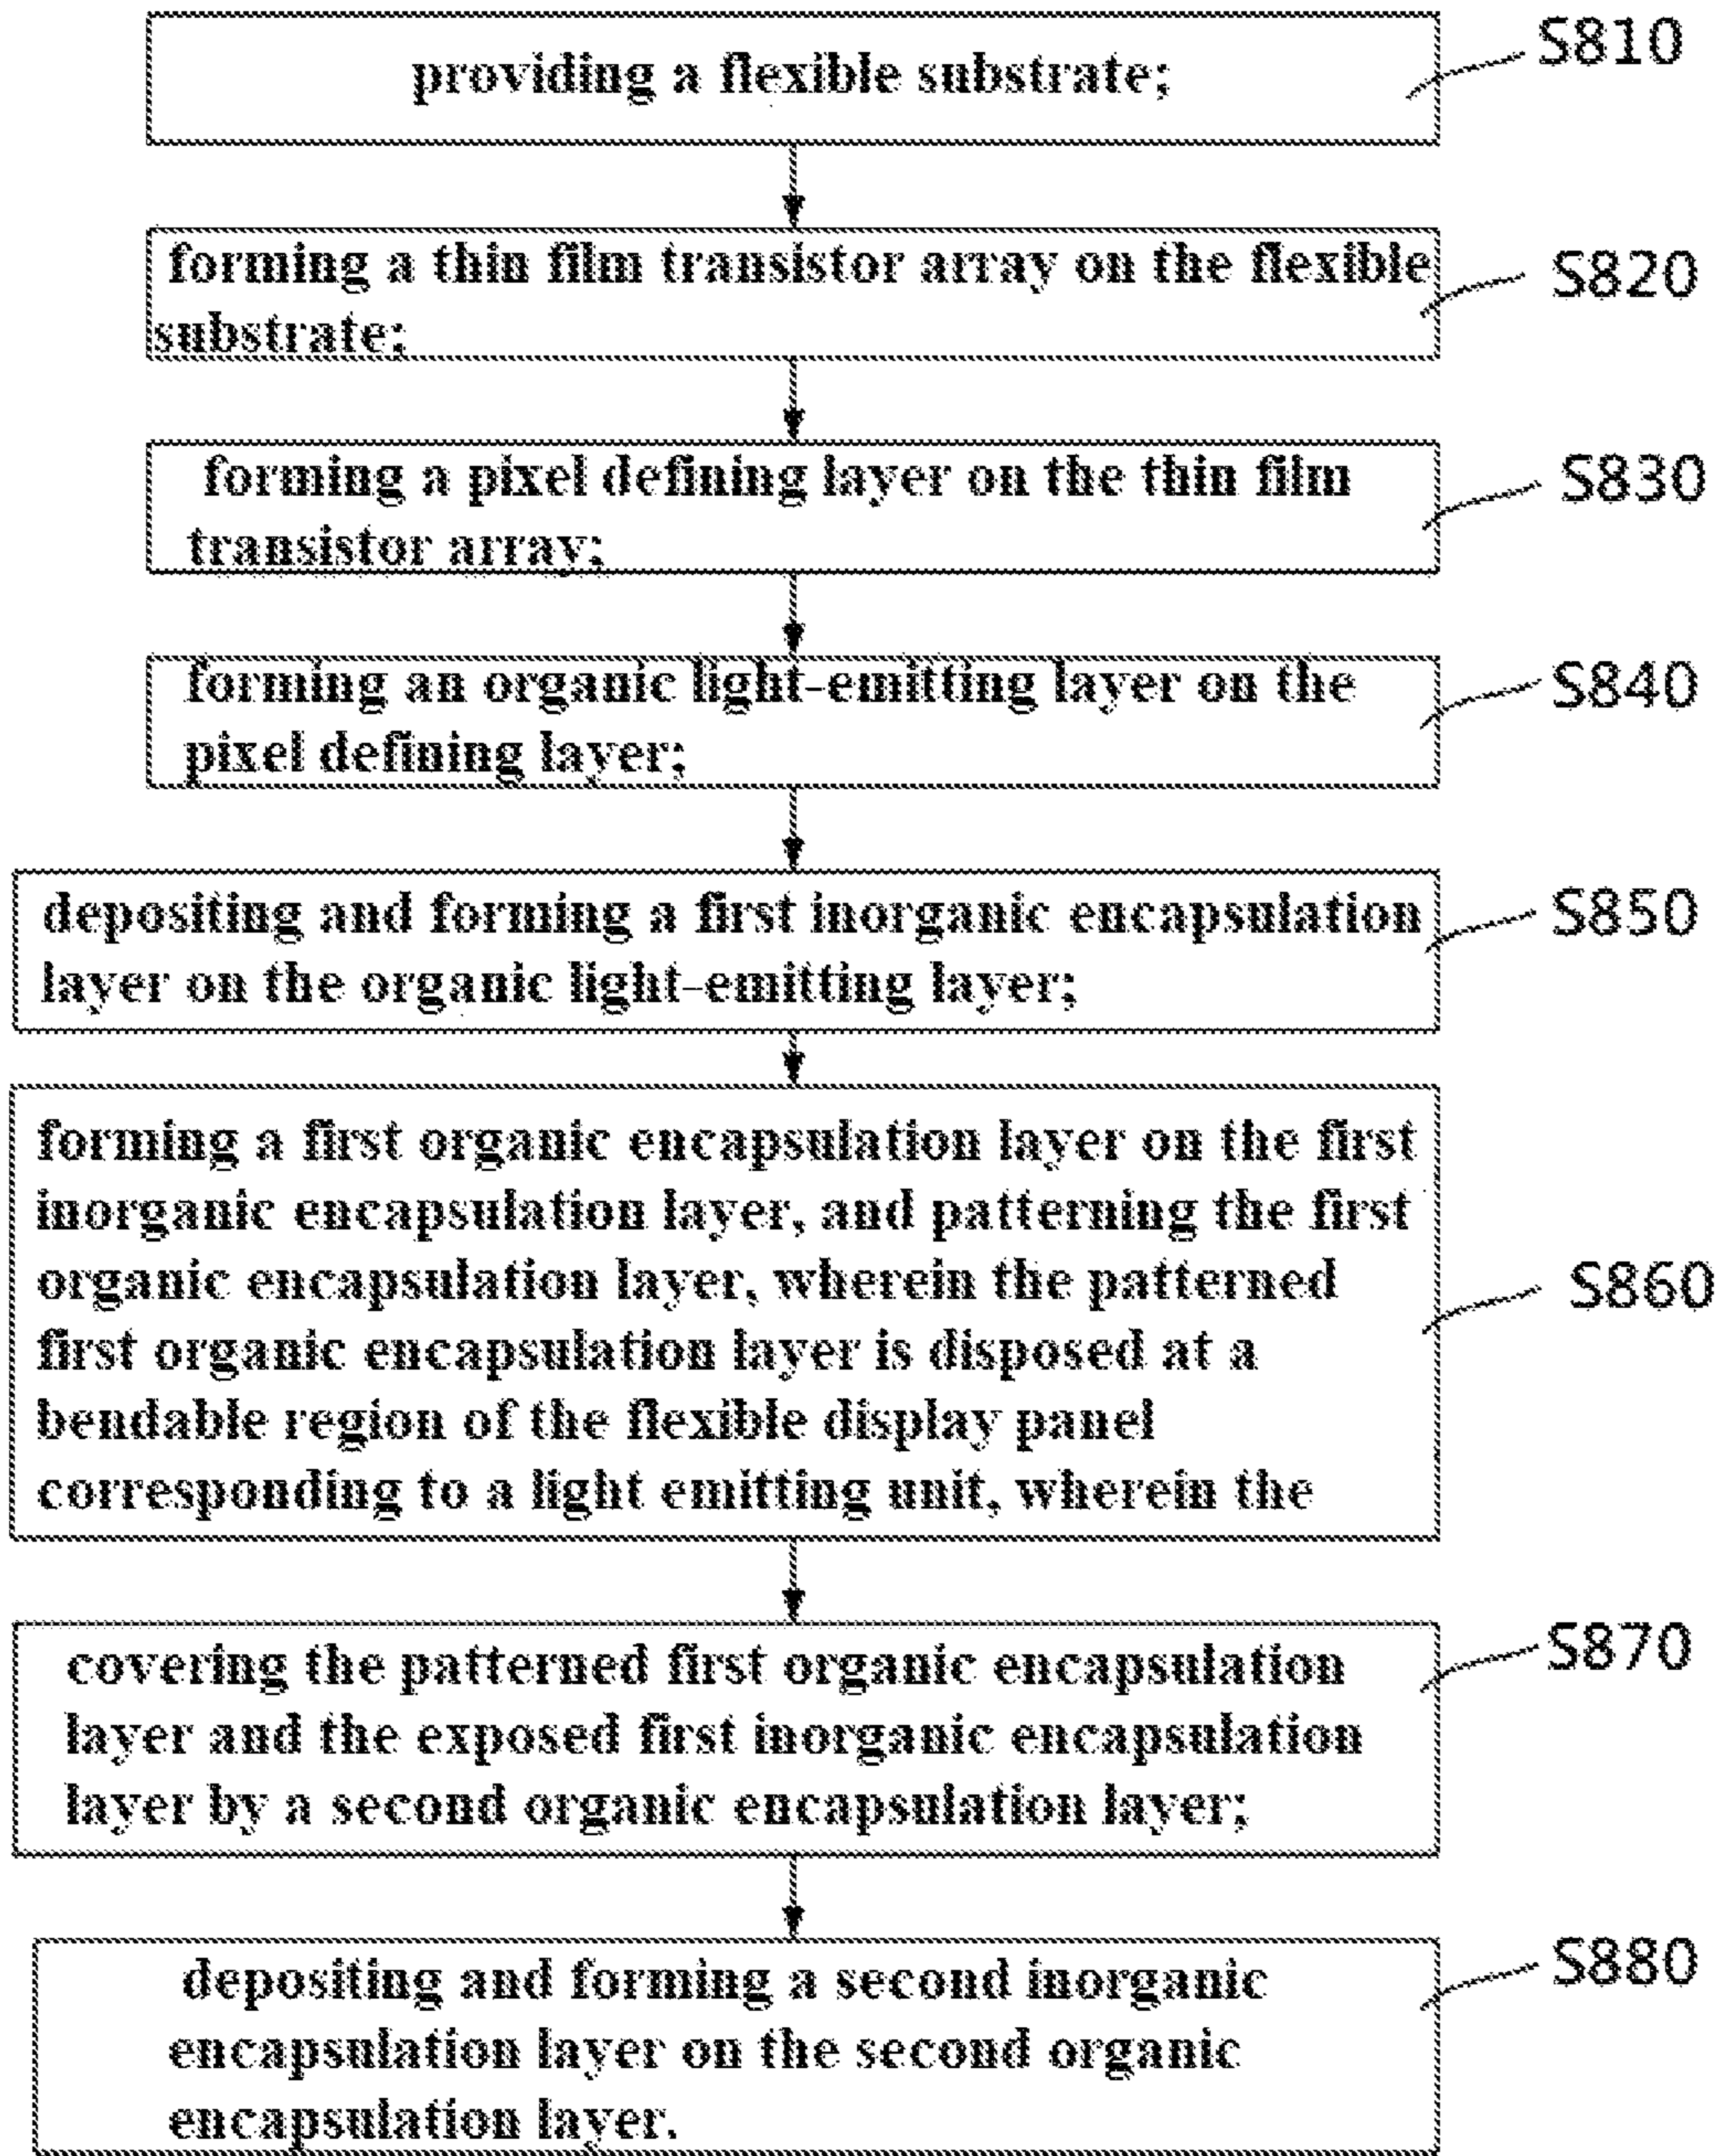 providing a flexible substrate;
S810
forming a thin film transistor array on the flexible
substrate;
S820
forming a pixel defining layer on the thin film
transistor array;
S830
forming an organic light-emitting layer on the
pixel defining layer;
S840
depositing and forming a first inorganic encapsulation
layer on the organic light-emitting layer;
S850
forming a first organic encapsulation layer on the first
inorganic encapsulation layer, and patterning the first
organic encapsulation layer, wherein the patterned
first organic encapsulation layer is disposed at a
bendable region of the flexible display panel
corresponding to a light emitting unit, wherein the
S860
covering the patterned first organic encapsulation
layer and the exposed first inorganic encapsulation
layer by a second organic encapsulation layer;
S870
depositing and forming a second inorganic
encapsulation layer on the second organic
encapsulation layer.
S880